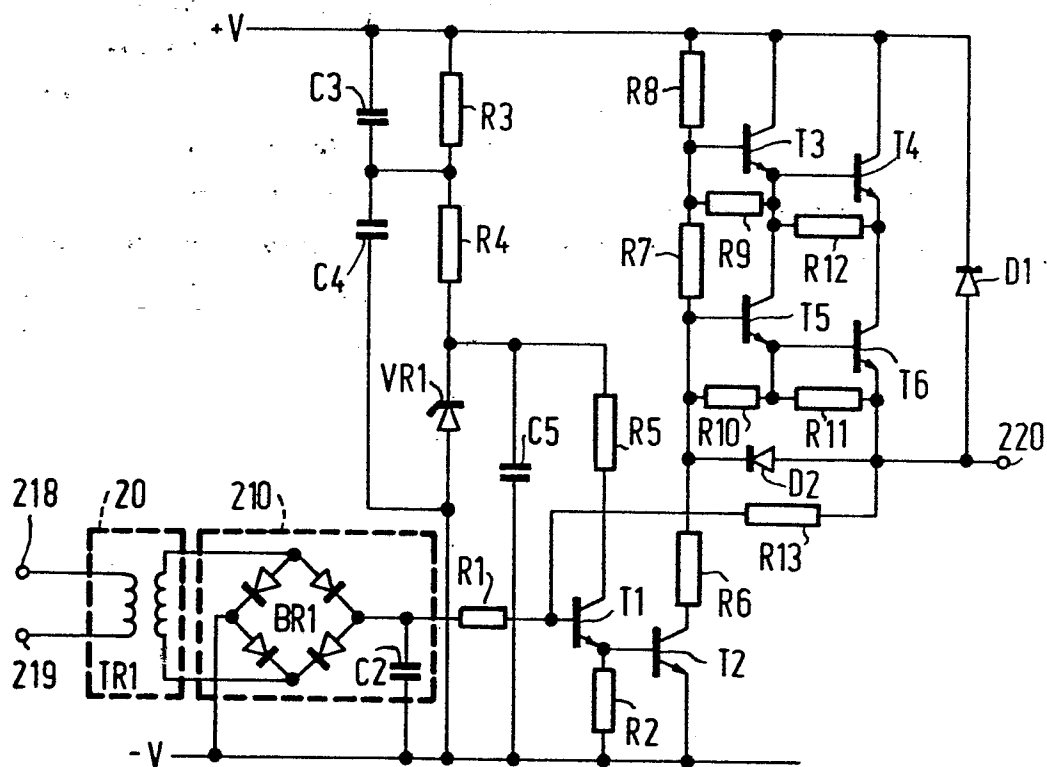 +V
C3
R3
R8
T3
T4
R4
C4
R7
R9
R12
D1
T5
VR1
T6
C5
R5
R10
R11
220
D2
218
20
210
R13
R1
T1
R6
BR1
T2
C2
219
TR1
R2
-V